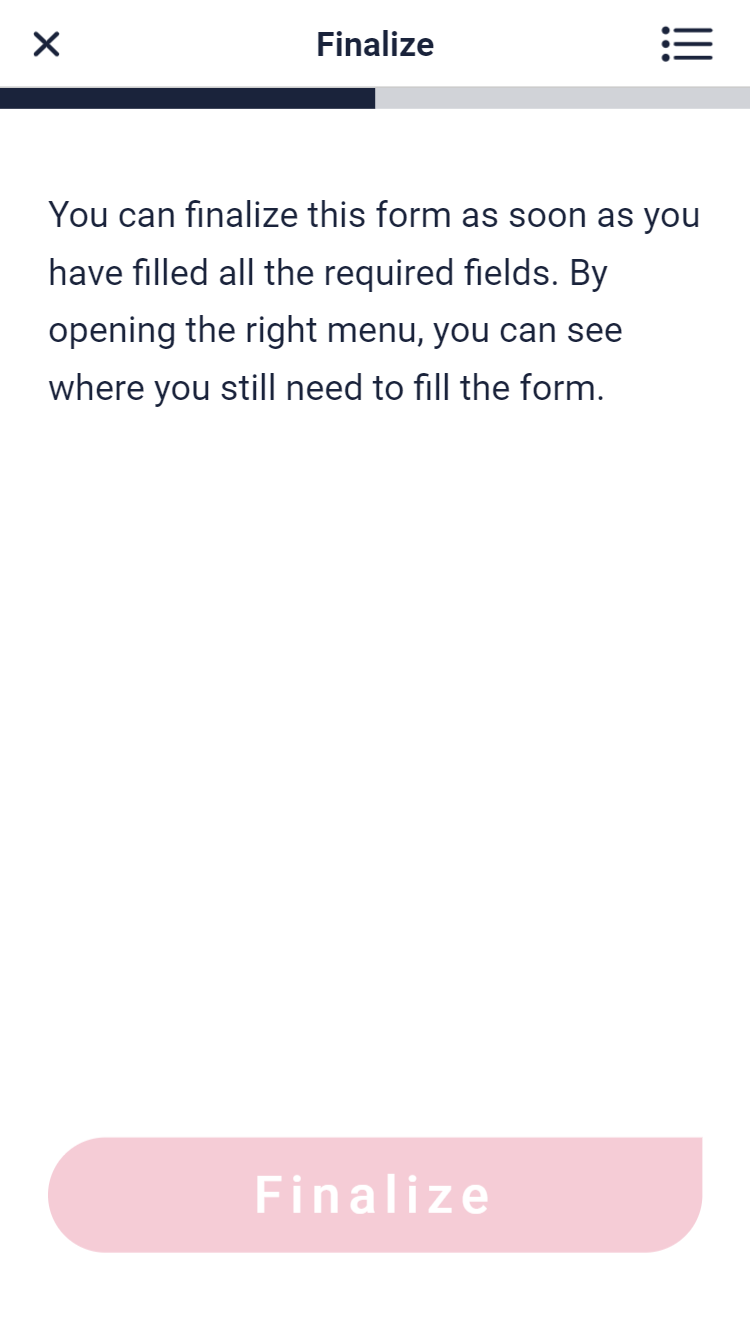 Finalize
You can finalize this form as soon as you
have filled all the required fields. By
opening the right menu, you can see
where you still need to fill the form.
Finalize